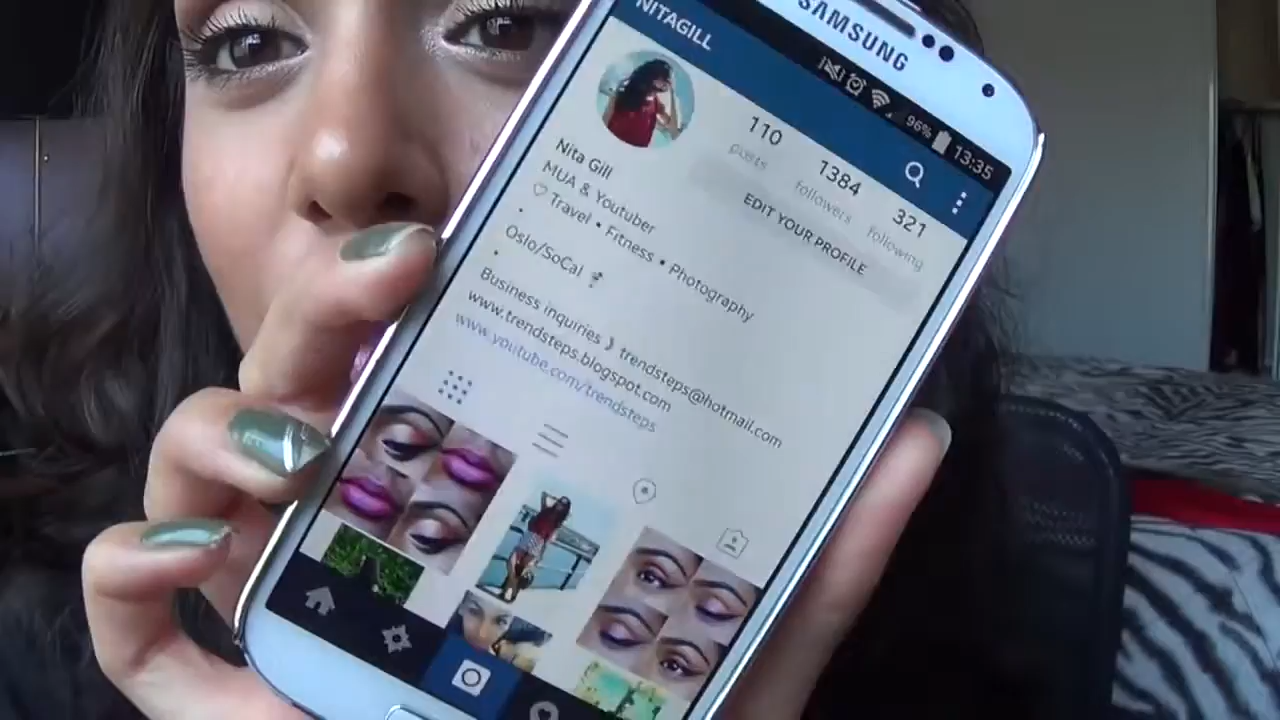 SAMSUNG
96% 13:35
NITAGILL
110 posts
1384 followers
321 following
EDIT YOUR PROFILE
Nita Gill
MUA & Youtuber
♡ Travel • Fitness • Photography
.
Oslo/SoCal 🌴
.
Business inquiries》trendsteps@hotmail.com
www.trendsteps.blogspot.com
www.youtube.com/trendsteps